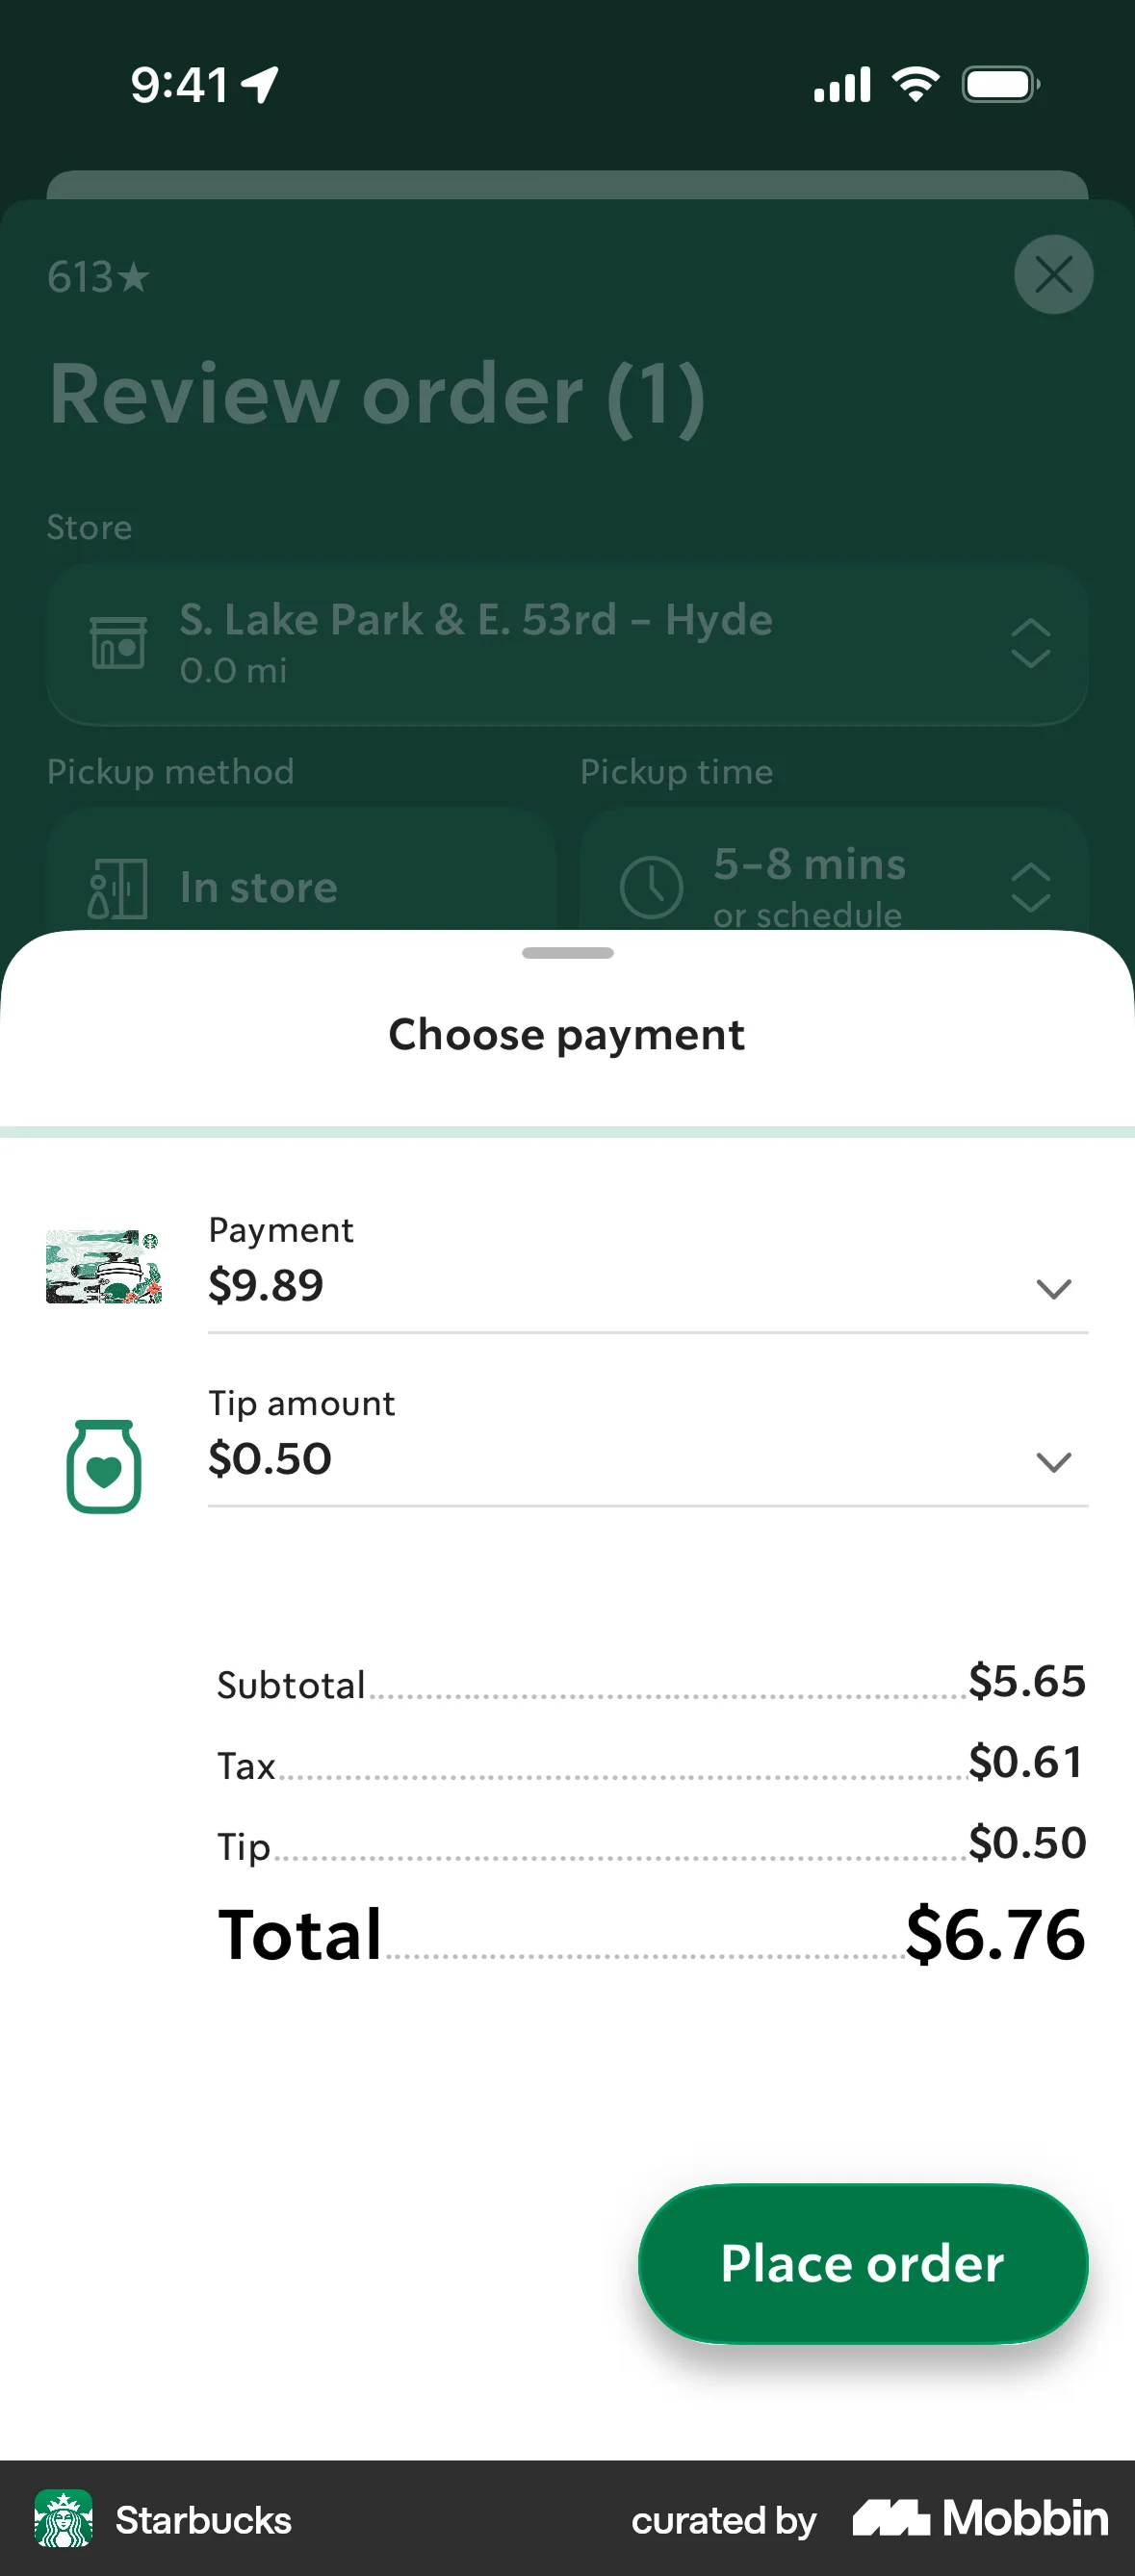 9:41
613★
Review order (1)
Store
S. Lake Park & E. 53rd – Hyde
0.0 mi
Pickup method
Pickup time
In store
5–8 mins
or schedule
Choose payment
Payment
$9.89
Tip amount
$0.50
Subtotal $5.65
Tax $0.61
Tip $0.50
Total $6.76
Place order
Starbucks
curated by Mobbin